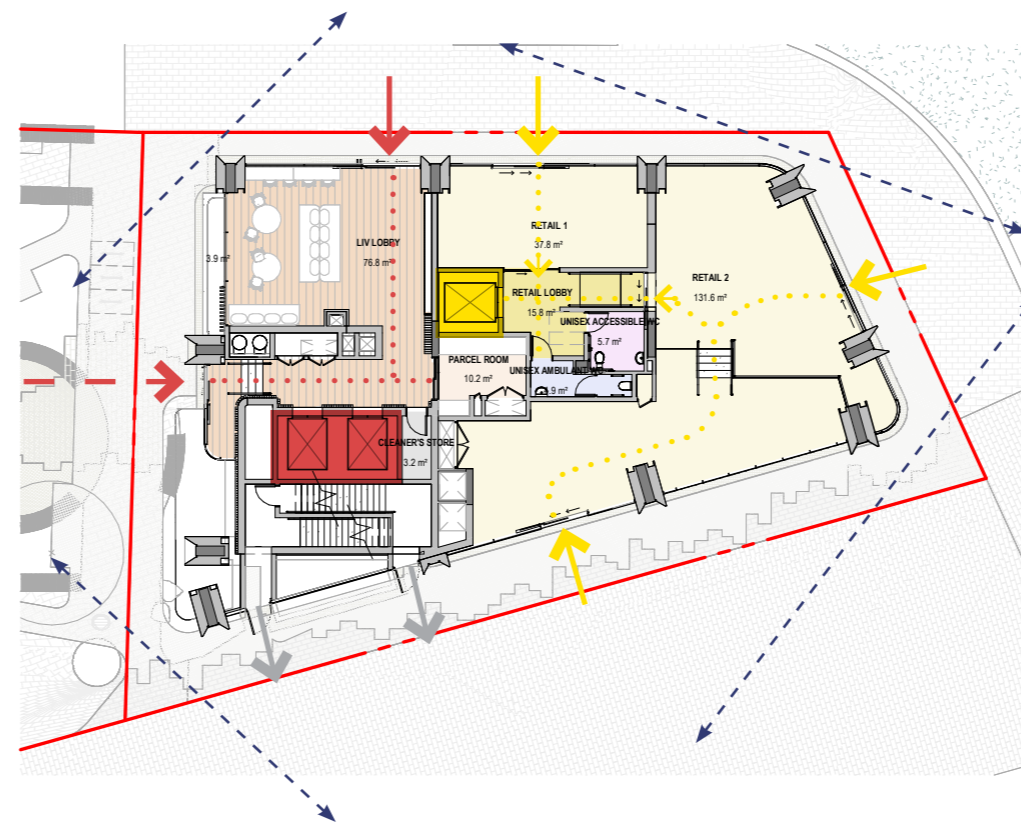 LIV LOBBY
76.8 m²
3.9 m²
RETAIL 1
37.8 m²
RETAIL 2
131.6 m²
RETAIL LOBBY
15.8 m²
UNISEX ACCESSIBLE WC
5.7 m²
PARCEL ROOM
10.2 m²
UNISEX AMBULANT WC
.9 m²
CLEANER'S STORE
3.2 m²